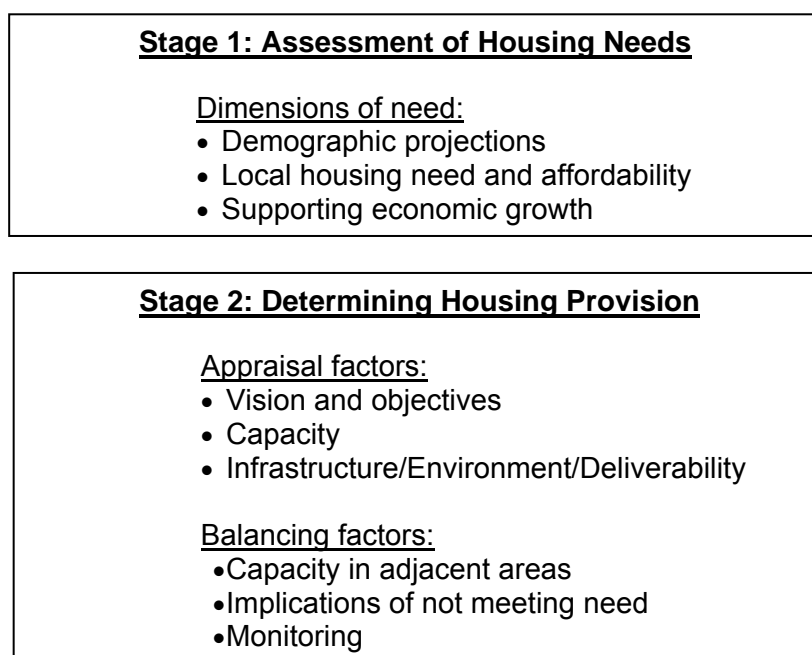 Stage 1: Assessment of Housing Needs
Dimensions of need:
• Demographic projections
• Local housing need and affordability
• Supporting economic growth
Stage 2: Determining Housing Provision
Appraisal factors:
• Vision and objectives
• Capacity
• Infrastructure/Environment/Deliverability
Balancing factors:
•Capacity in adjacent areas
•Implications of not meeting need
•Monitoring